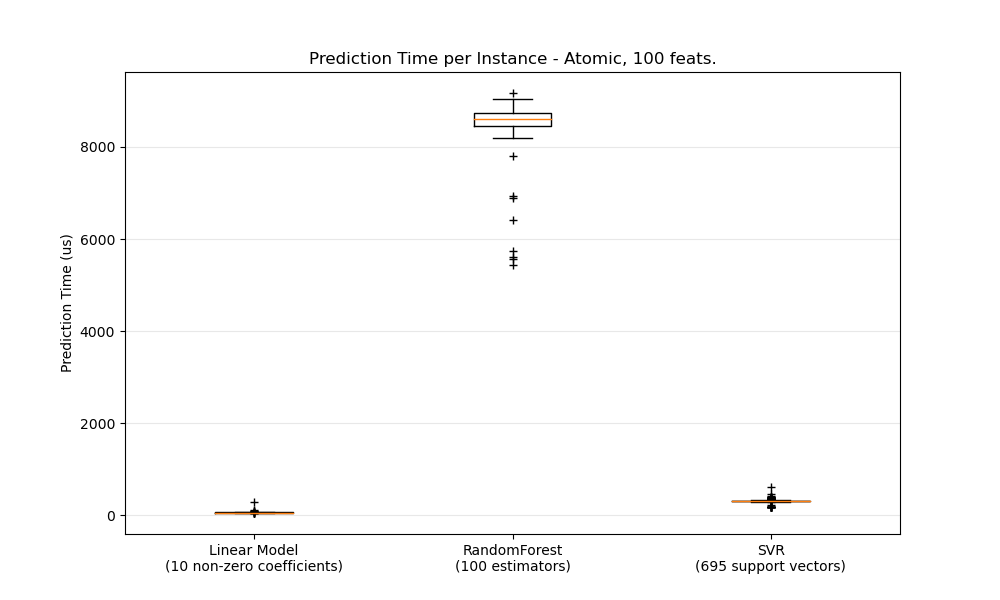 Prediction Time per Instance - Atomic, 100 feats.
Prediction Time (us)
8000
6000
4000
2000
0
Linear Model
(10 non-zero coefficients)
RandomForest
(100 estimators)
SVR
(695 support vectors)